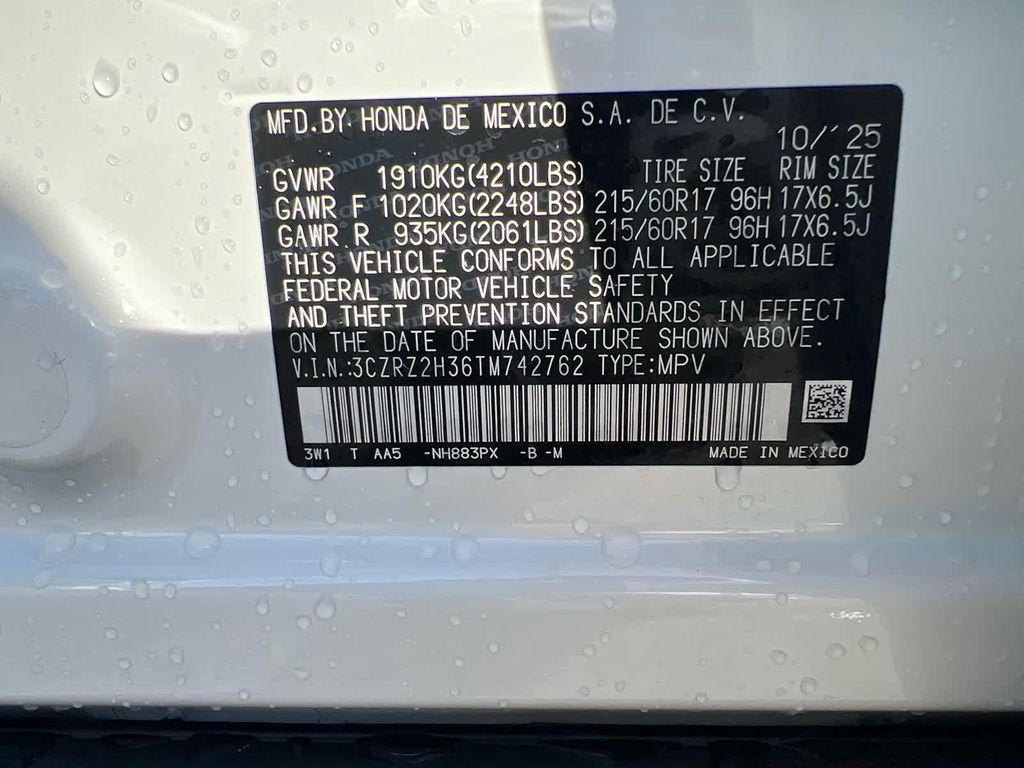 MFD.BY HONDA DE MEXICO S.A. DE C.V.
10/'25
GVWR 1910KG(4210LBS) TIRE SIZE RIM SIZE
GAWR F 1020KG(2248LBS) 215/60R17 96H 17X6.5J
GAWR R 935KG(2061LBS) 215/60R17 96H 17X6.5J
THIS VEHICLE CONFORMS TO ALL APPLICABLE
FEDERAL MOTOR VEHICLE SAFETY
AND THEFT PREVENTION STANDARDS IN EFFECT
ON THE DATE OF MANUFACTURE SHOWN ABOVE.
V.I.N.:3CZRZ2H36TM742762 TYPE:MPV
3W1 T AA5 -NH883PX -B -M MADE IN MEXICO